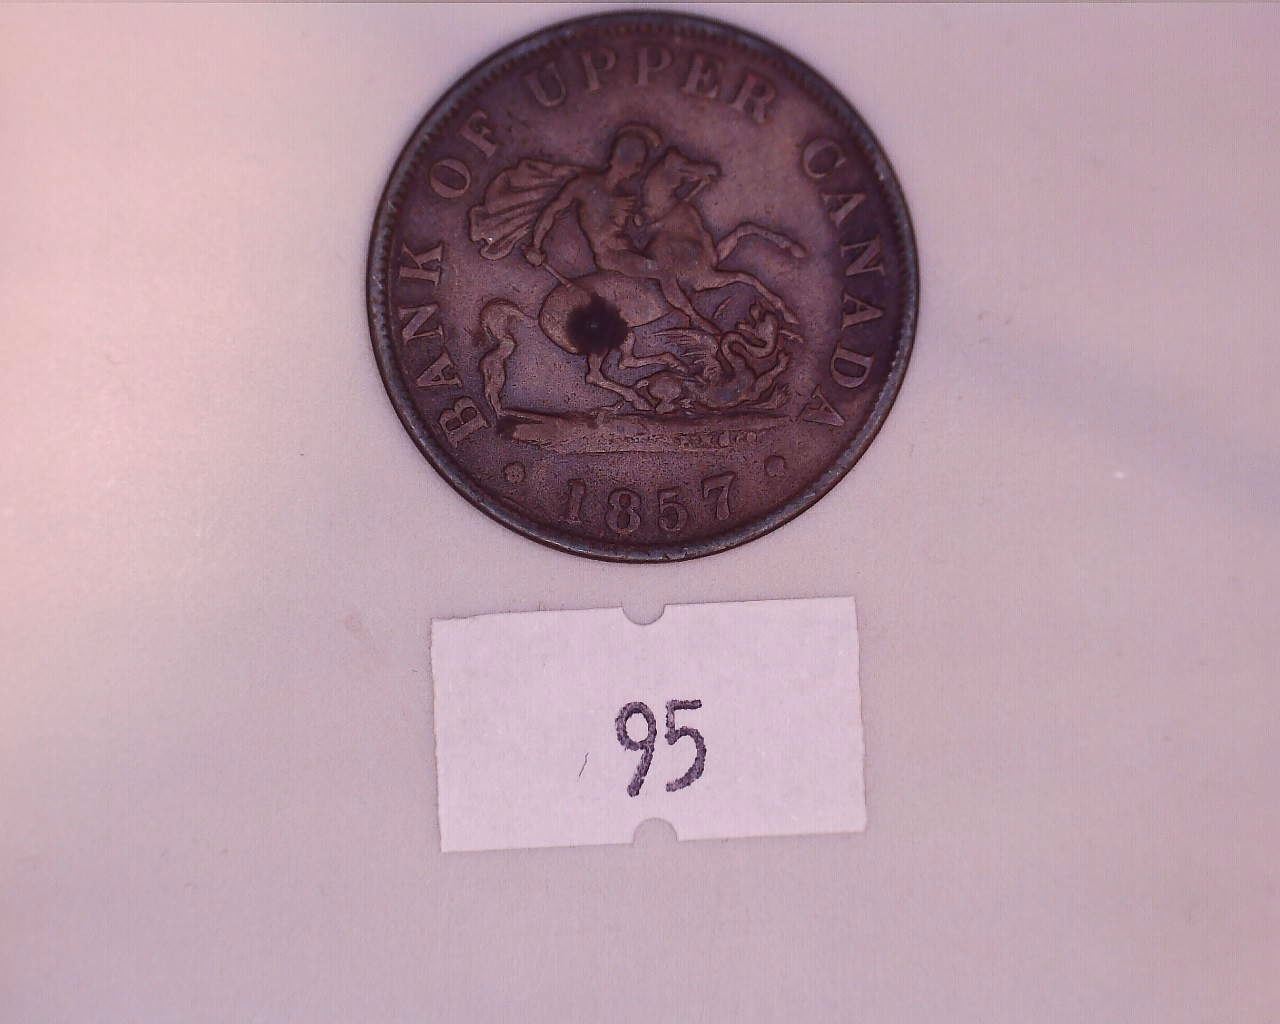 BANK OF UPPER CANADA
1857
95